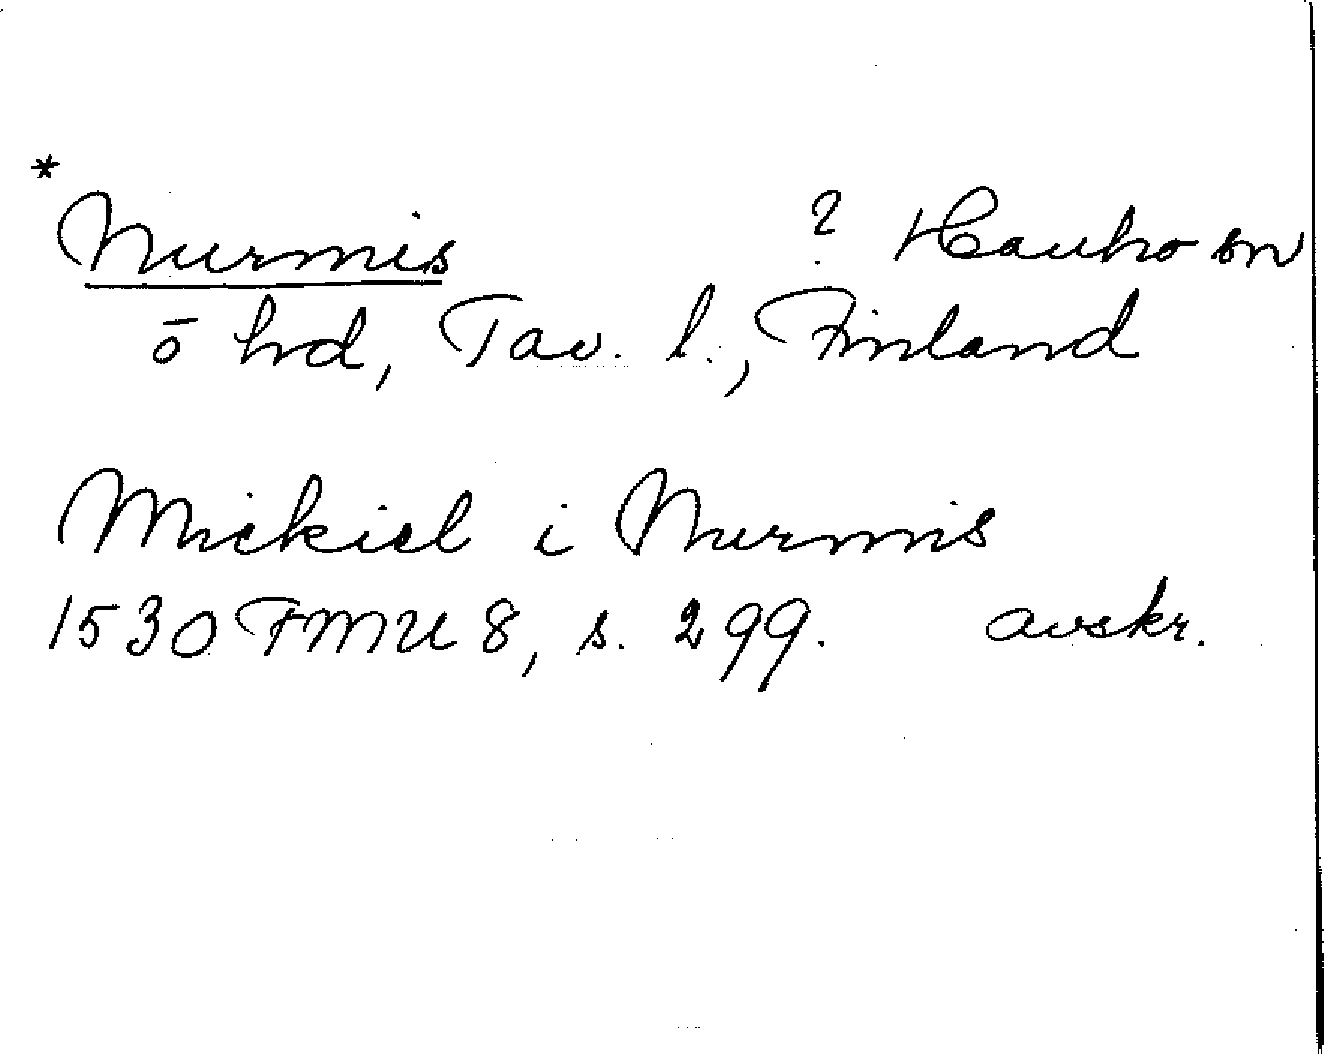 * Nurmis ? Hauho sn
ō hd, Tav. l., Finland
Mickiel i Nurmis
1530 FMU 8, s. 299. avskr.